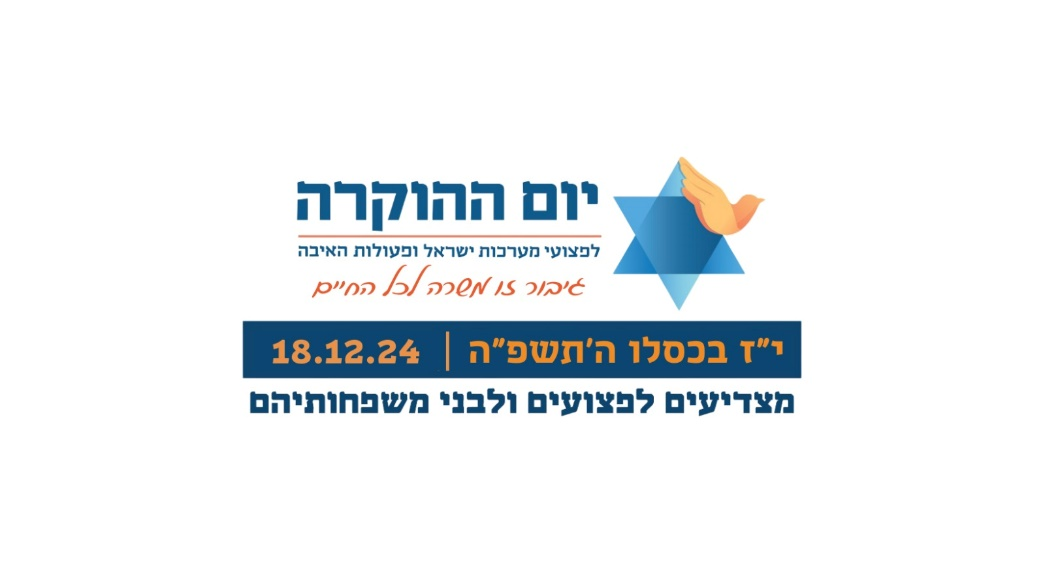 יום ההוקרה
לפצועי מערכות ישראל ופעולות האיבה
גיבור זו משרה לכל החיים
י"ז בכסלו ה'תשפ"ה | 18.12.24
מצדיעים לפצועים ולבני משפחותיהם